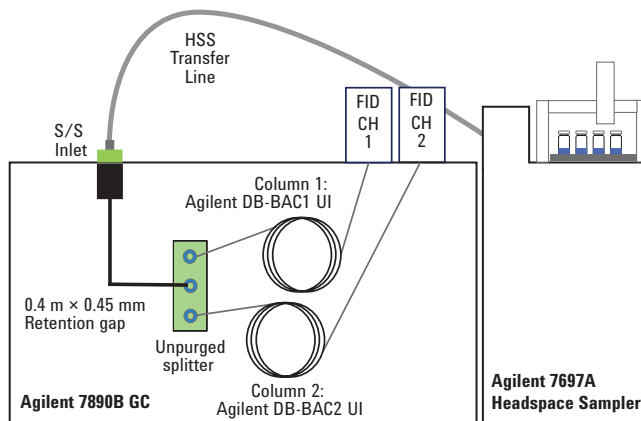 HSS
Transfer
Line
FID
CH
1
FID
CH
2
S/S
Inlet
Column 1:
Agilent DB-BAC1 UI
0.4 m × 0.45 mm
Retention gap
Unpurged
splitter
Column 2:
Agilent DB-BAC2 UI
Agilent 7890B GC
Agilent 7697A
Headspace Sampler